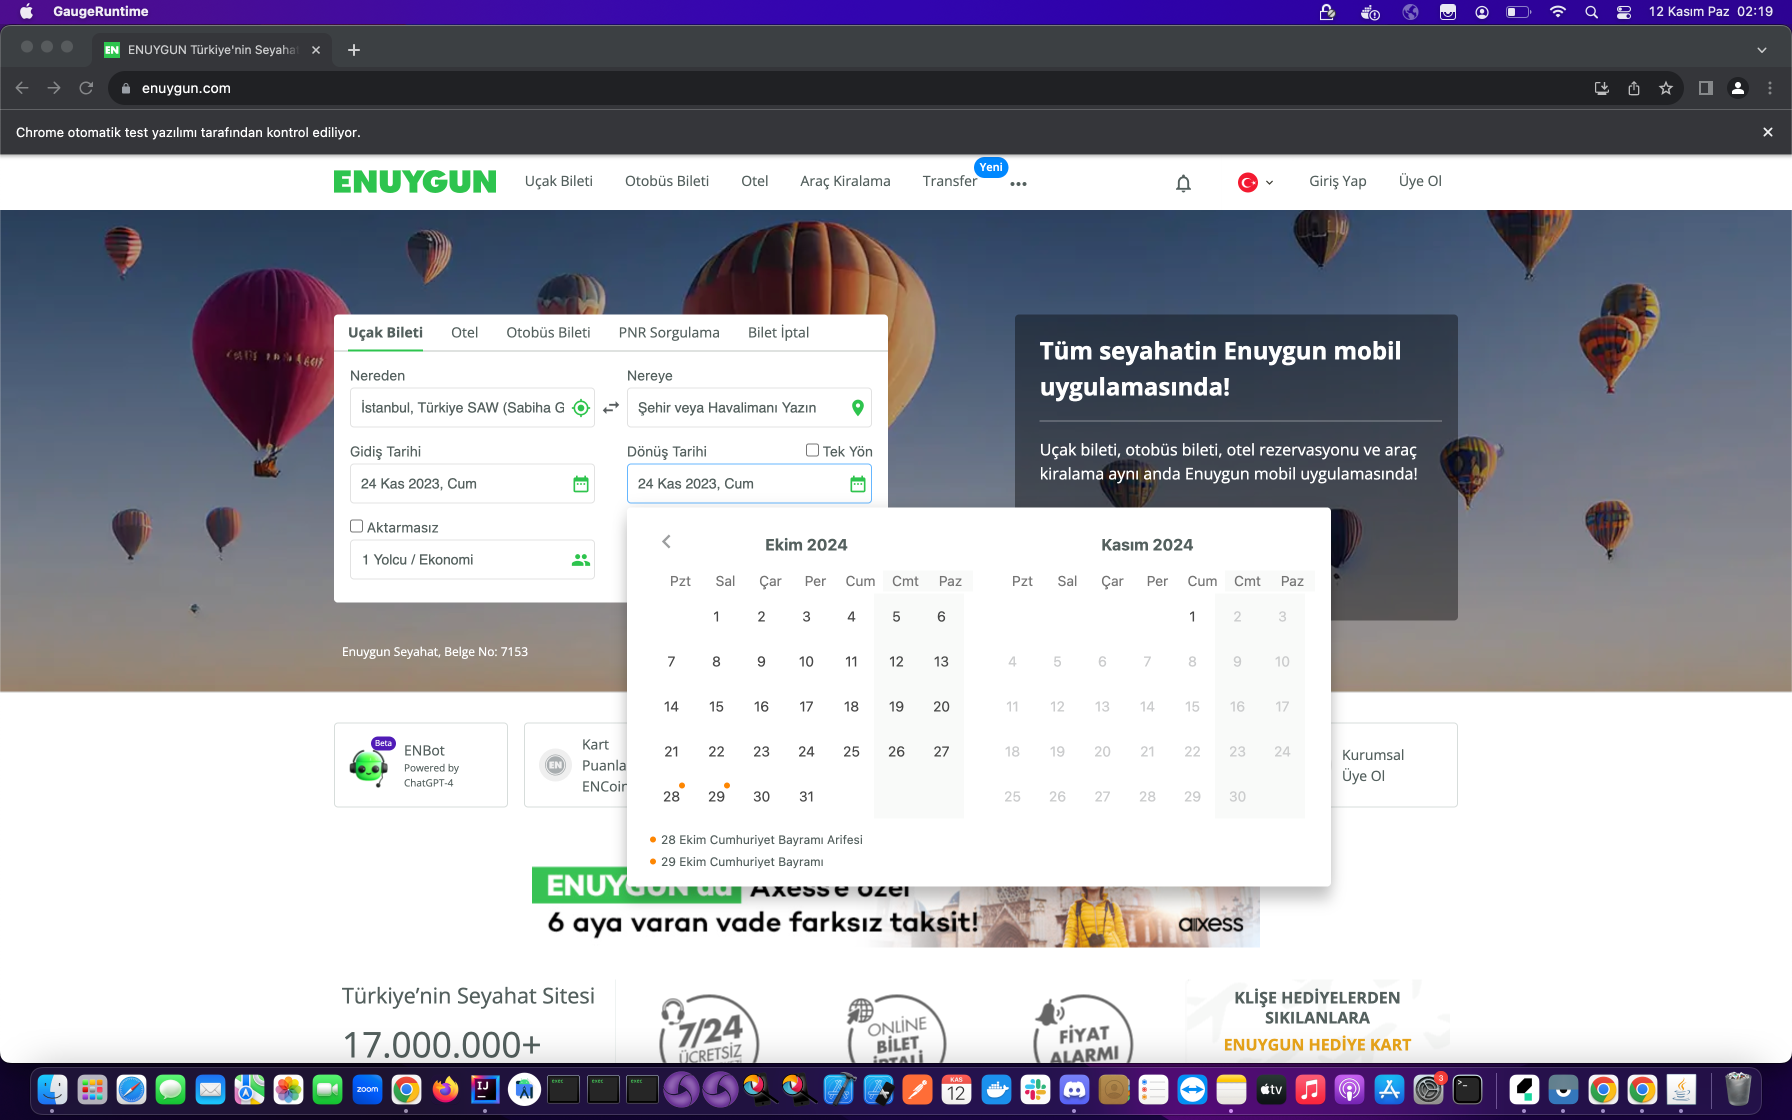 GaugeRuntime
12 Kasım Paz 02:19
EN ENUYGUN Türkiye'nin Seyaha
enuygun.com
Chrome otomatik test yazılımı tarafından kontrol ediliyor.
ENUYGUN
Uçak Bileti
Otobüs Bileti
Otel
Araç Kiralama
Transfer
Yeni
Giriş Yap
Üye Ol
Uçak Bileti
Otel
Otobüs Bileti
PNR Sorgulama
Bilet İptal
Nereden
Nereye
İstanbul, Türkiye SAW (Sabiha G
Şehir veya Havalimanı Yazın
Gidiş Tarihi
Dönüş Tarihi
Tek Yön
24 Kas 2023, Cum
24 Kas 2023, Cum
Aktarmasız
1 Yolcu / Ekonomi
Enuygun Seyahat, Belge No: 7153
Tüm seyahatin Enuygun mobil
uygulamasında!
Uçak bileti, otobüs bileti, otel rezervasyonu ve araç
kiralama aynı anda Enuygun mobil uygulamasında!
Ekim 2024
Pzt Sal Çar Per Cum Cmt Paz
1 2 3 4 5 6
7 8 9 10 11 12 13
14 15 16 17 18 19 20
21 22 23 24 25 26 27
28 29 30 31
Kasım 2024
Pzt Sal Çar Per Cum Cmt Paz
1 2 3
4 5 6 7 8 9 10
11 12 13 14 15 16 17
18 19 20 21 22 23 24
25 26 27 28 29 30
28 Ekim Cumhuriyet Bayramı Arifesi
29 Ekim Cumhuriyet Bayramı
Beta
ENBot
Powered by
ChatGPT-4
EN
Kart
Puanla
ENCoin
Kurumsal
Üye Ol
ENUYGUN'da Axess'e özel
6 aya varan vade farksız taksit!
axess
Türkiye'nin Seyahat Sitesi
17.000.000+
7/24
ÜCRETSİZ
ONLINE
BİLET
İPTALİ
FİYAT
ALARMI
KLİŞE HEDİYELERDEN
SIKILANLARA
ENUYGUN HEDİYE KART
zoom
IJ
KAS
12
tv
3